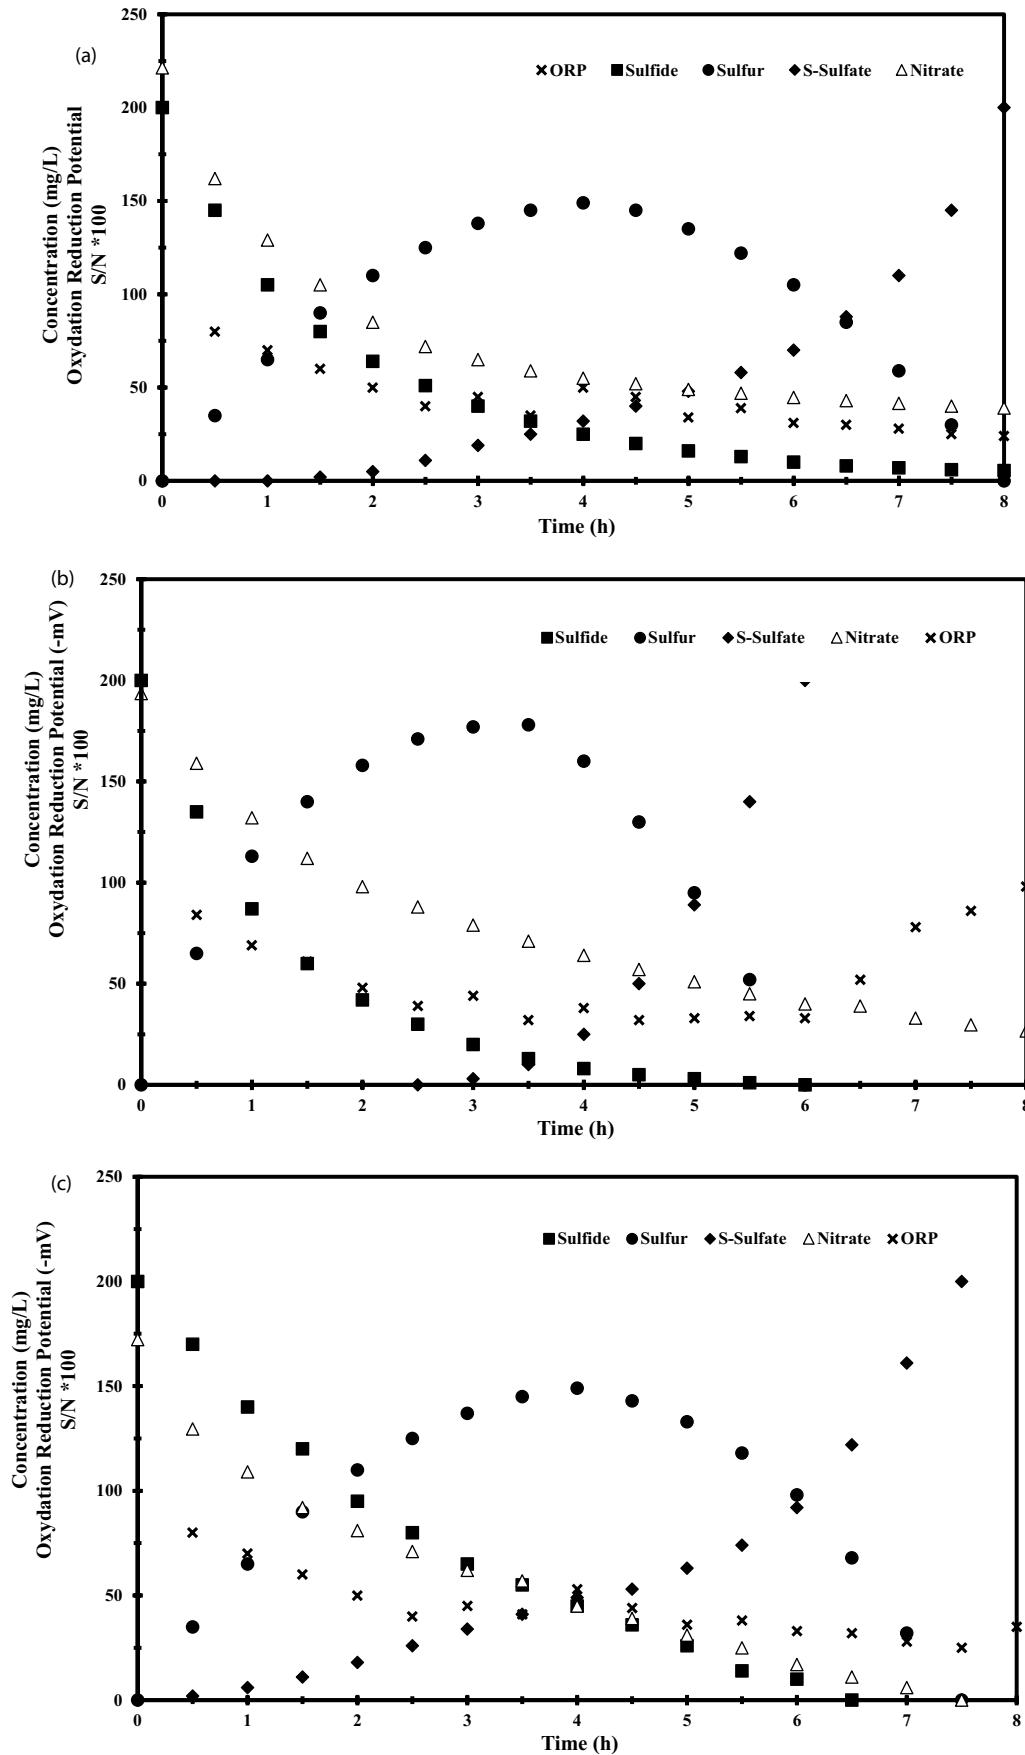 (a)
250
200
150
100
50
0
Concentration (mg/L)
Oxydation Reduction Potential
S/N *100
ORP Sulfide Sulfur S-Sulfate Nitrate
0 1 2 3 4 5 6 7 8
Time (h)
(b)
250
200
150
100
50
0
Concentration (mg/L)
Oxydation Reduction Potential (-mV)
S/N *100
Sulfide Sulfur S-Sulfate Nitrate ORP
0 1 2 3 4 5 6 7 8
Time (h)
(c)
250
200
150
100
50
0
Concentration (mg/L)
Oxydation Reduction Potential (-mV)
S/N *100
Sulfide Sulfur S-Sulfate Nitrate ORP
0 1 2 3 4 5 6 7 8
Time (h)